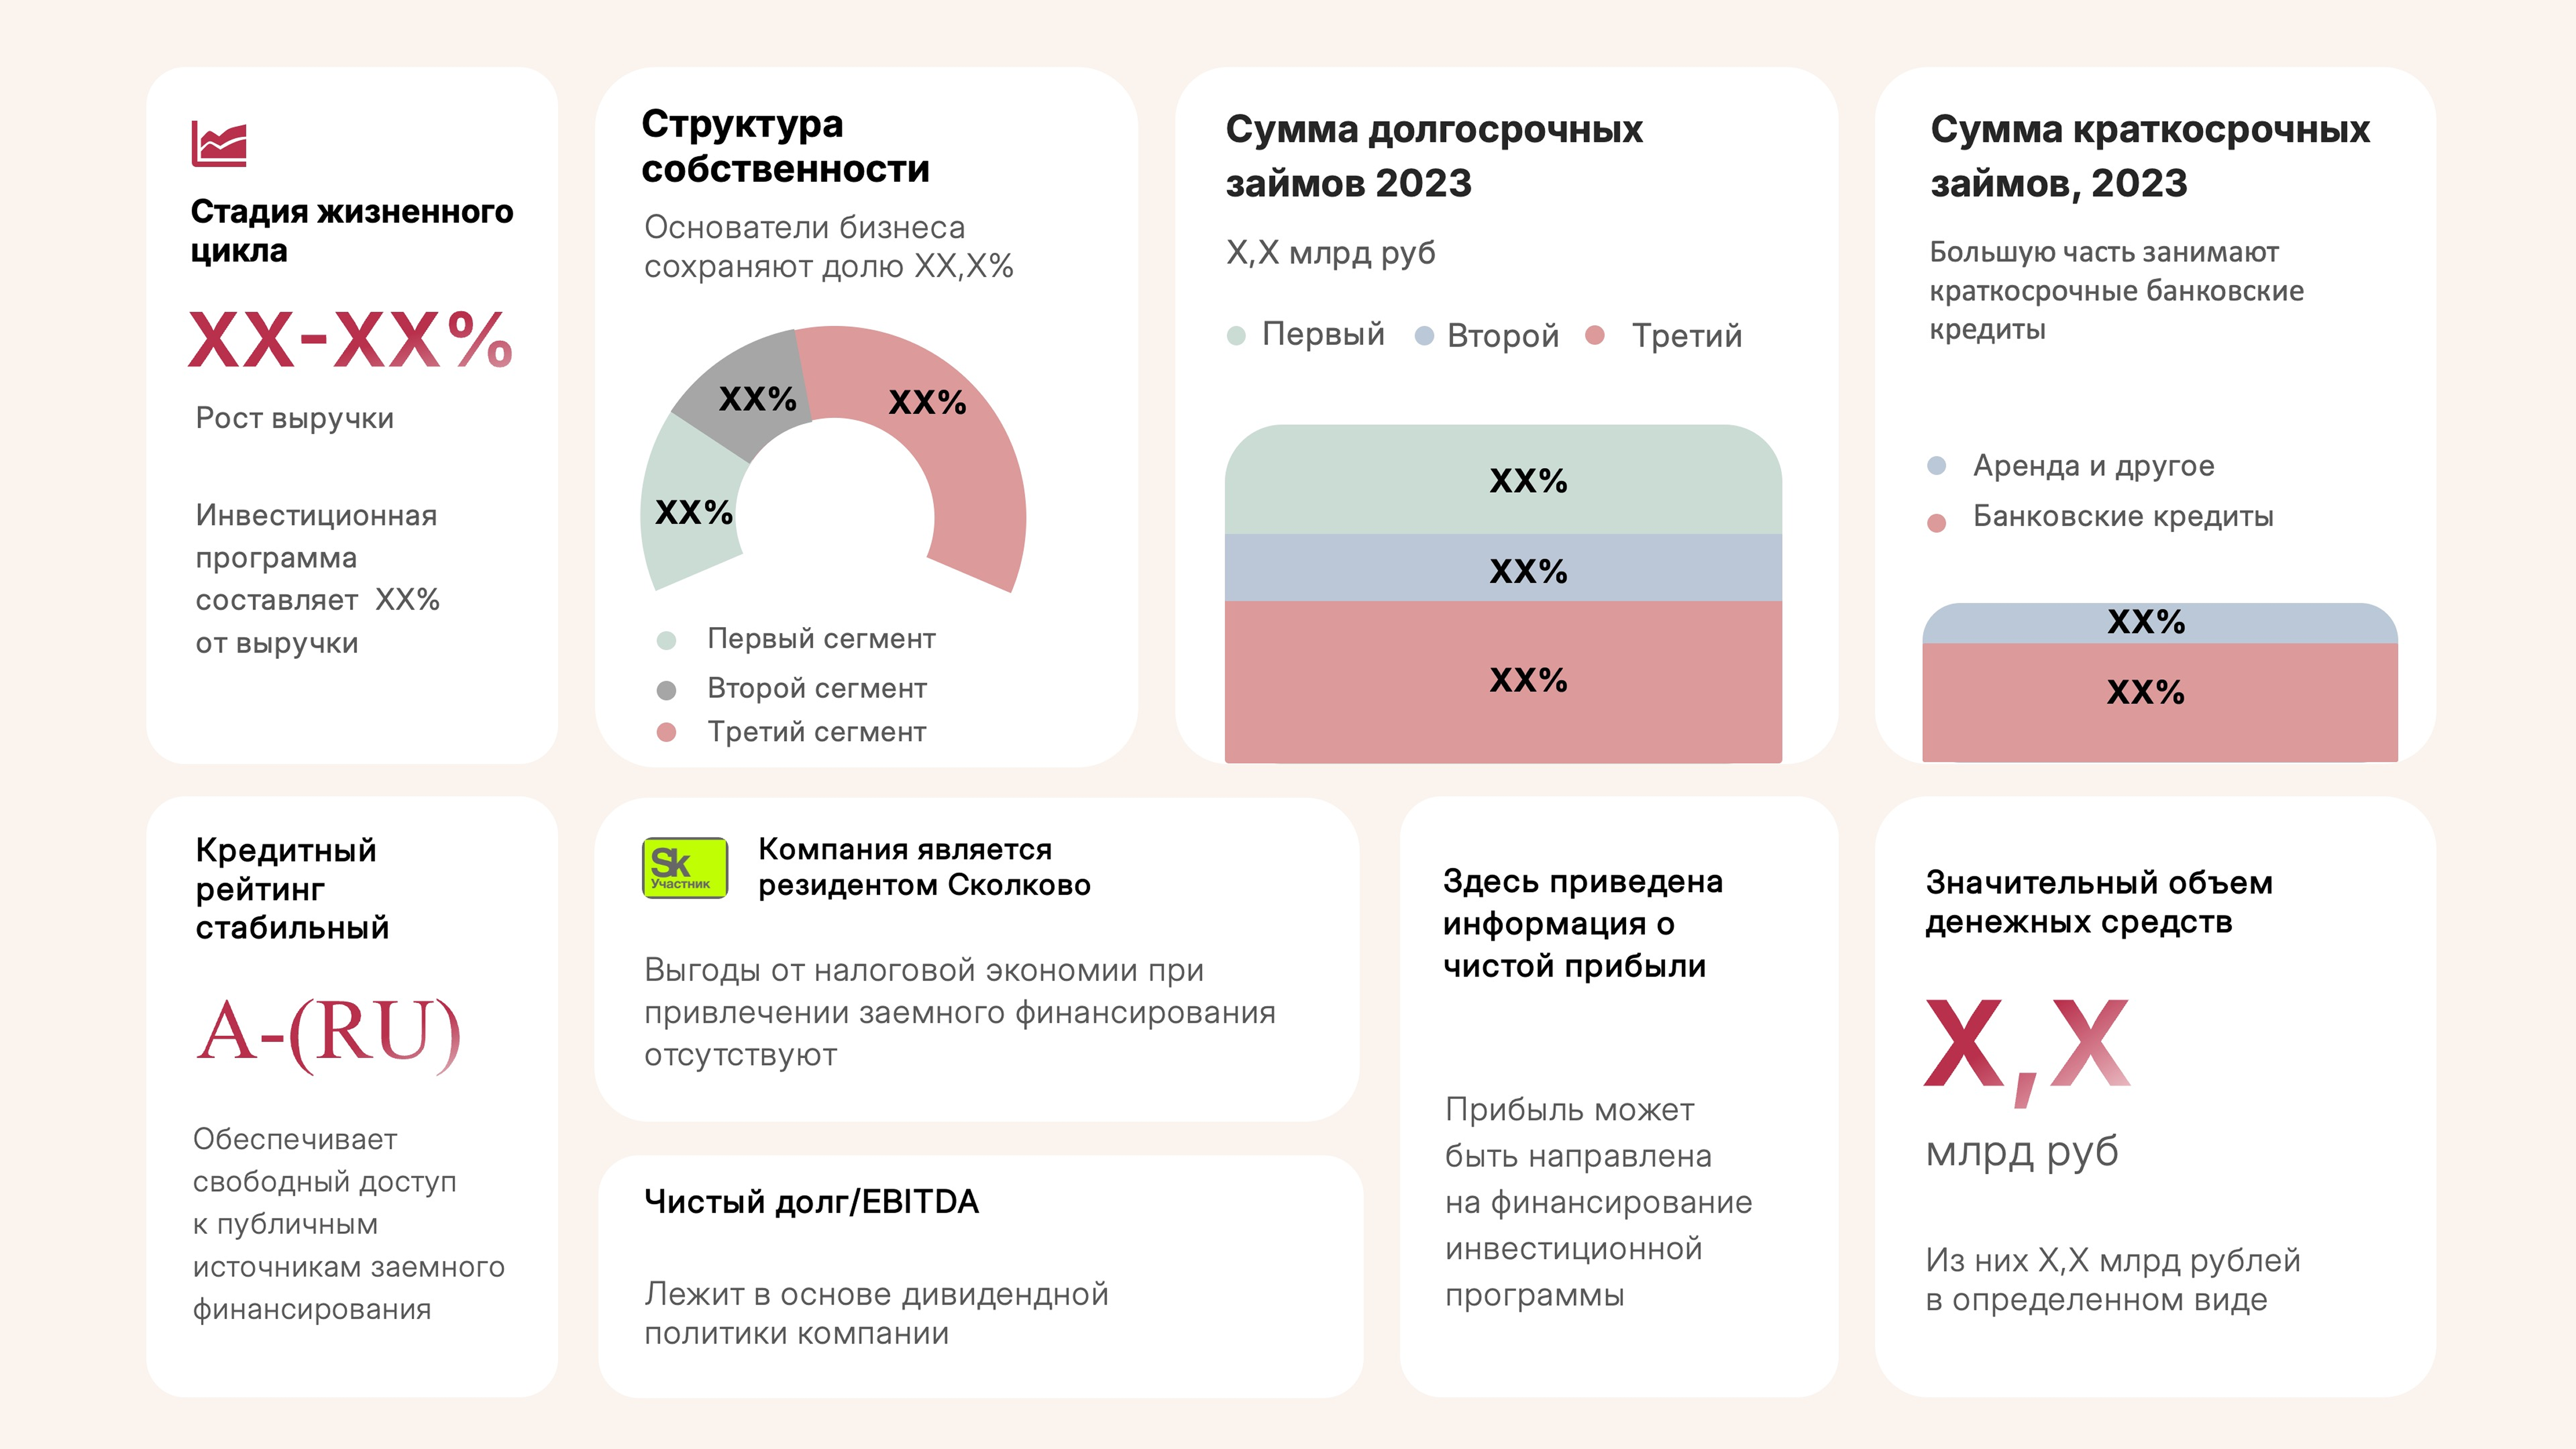 Стадия жизненного
цикла
XX-XX%
Рост выручки
Инвестиционная
программа
составляет XX%
от выручки
Структура
собственности
Основатели бизнеса
сохраняют долю XX,X%
XX%
XX%
XX%
Первый сегмент
Второй сегмент
Третий сегмент
Сумма долгосрочных
займов 2023
X,X млрд руб
Первый Второй Третий
XX%
XX%
XX%
Сумма краткосрочных
займов, 2023
Большую часть занимают
краткосрочные банковские
кредиты
Аренда и другое
Банковские кредиты
XX%
XX%
Кредитный
рейтинг
стабильный
A-(RU)
Обеспечивает
свободный доступ
к публичным
источникам заемного
финансирования
Sk
Участник
Компания является
резидентом Сколково
Выгоды от налоговой экономии при
привлечении заемного финансирования
отсутствуют
Чистый долг/EBITDA
Лежит в основе дивидендной
политики компании
Здесь приведена
информация о
чистой прибыли
Прибыль может
быть направлена
на финансирование
инвестиционной
программы
Значительный объем
денежных средств
X,X
млрд руб
Из них X,X млрд рублей
в определенном виде